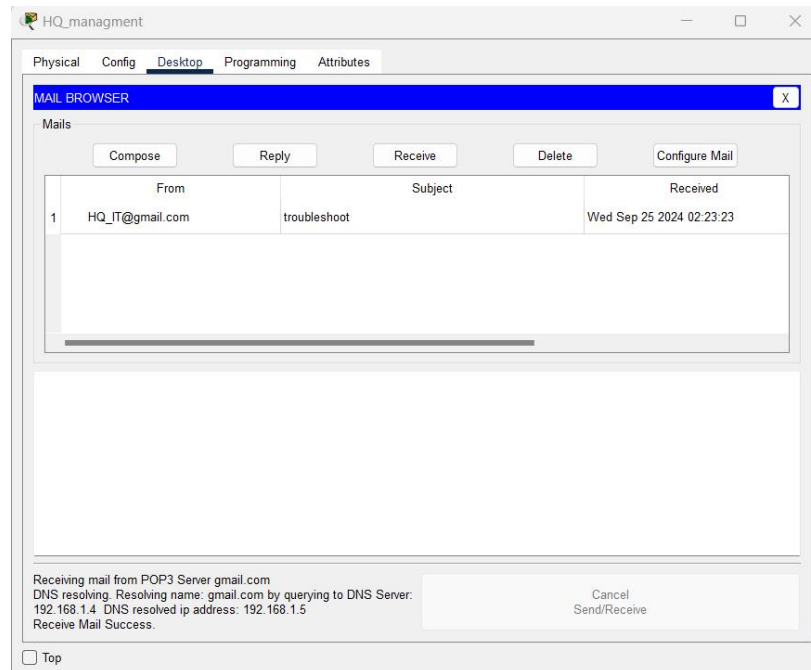 HQ_managment
Physical Config Desktop Programming Attributes
MAIL BROWSER X
Mails
Compose Reply Receive Delete Configure Mail
From Subject Received
1 HQ_IT@gmail.com troubleshoot Wed Sep 25 2024 02:23:23
Receiving mail from POP3 Server gmail.com
DNS resolving. Resolving name: gmail.com by querying to DNS Server:
192.168.1.4 DNS resolved ip address: 192.168.1.5
Receive Mail Success.
Cancel
Send/Receive
Top